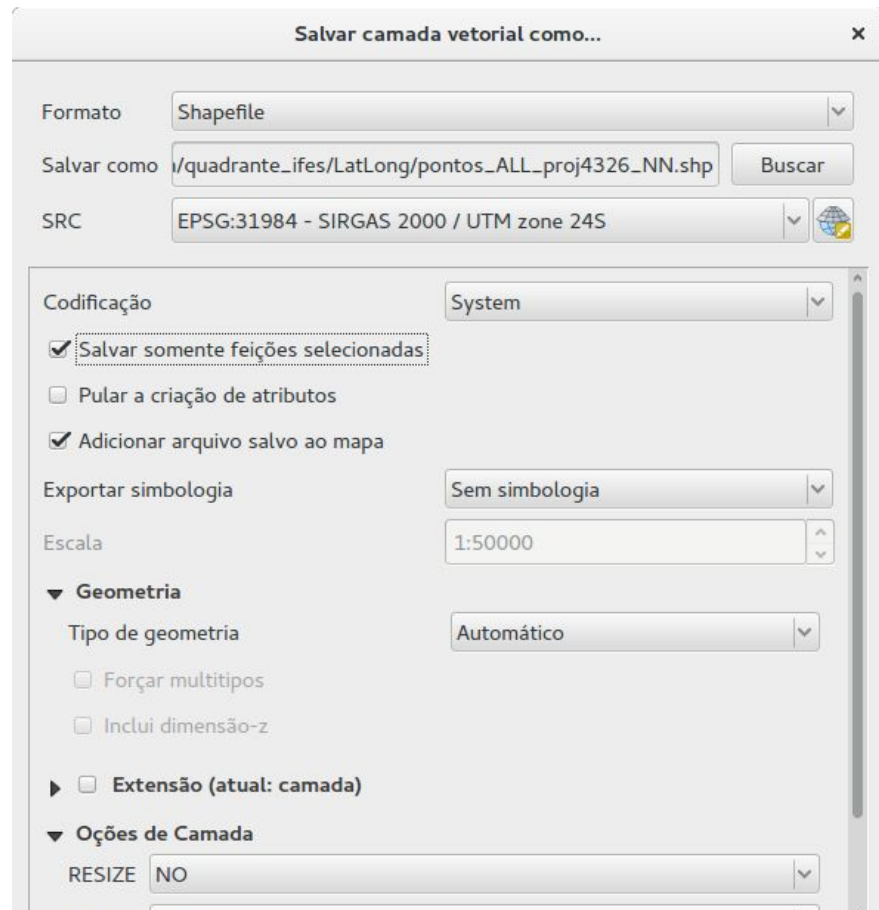 Salvar camada vetorial como...
Formato Shapefile
Salvar como /quadrante_ifes/LatLong/pontos_ALL_proj4326_NN.shp Buscar
SRC EPSG:31984 - SIRGAS 2000 / UTM zone 24S
Codificação System
Salvar somente feições selecionadas
Pular a criação de atributos
Adicionar arquivo salvo ao mapa
Exportar simbologia Sem simbologia
Escala 1:50000
Geometria
Tipo de geometria Automático
Forçar multitipos
Inclui dimensão-z
Extensão (atual: camada)
Oções de Camada
RESIZE NO